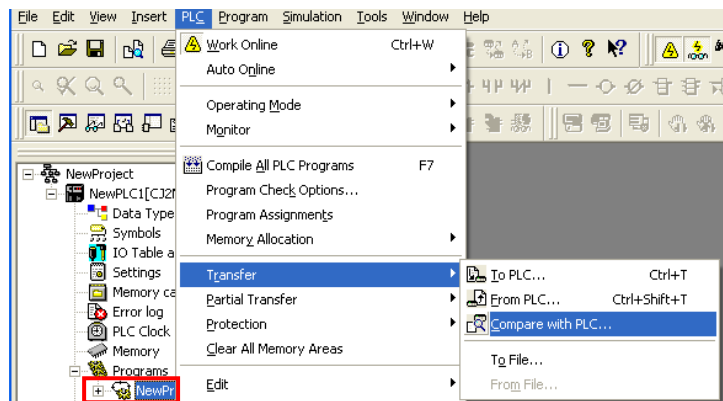 File Edit View Insert PLC Program Simulation Tools Window Help
Work Online Ctrl+W
Auto Online
Operating Mode
Monitor
Compile All PLC Programs F7
Program Check Options...
Program Assignments
Memory Allocation
Transfer
Partial Transfer
Protection
Clear All Memory Areas
Edit
To PLC... Ctrl+T
From PLC... Ctrl+Shift+T
Compare with PLC...
To File...
From File...
NewProject
NewPLC1[CJ2M
Data Type
Symbols
IO Table a
Settings
Memory ca
Error log
PLC Clock
Memory
Programs
NewPr